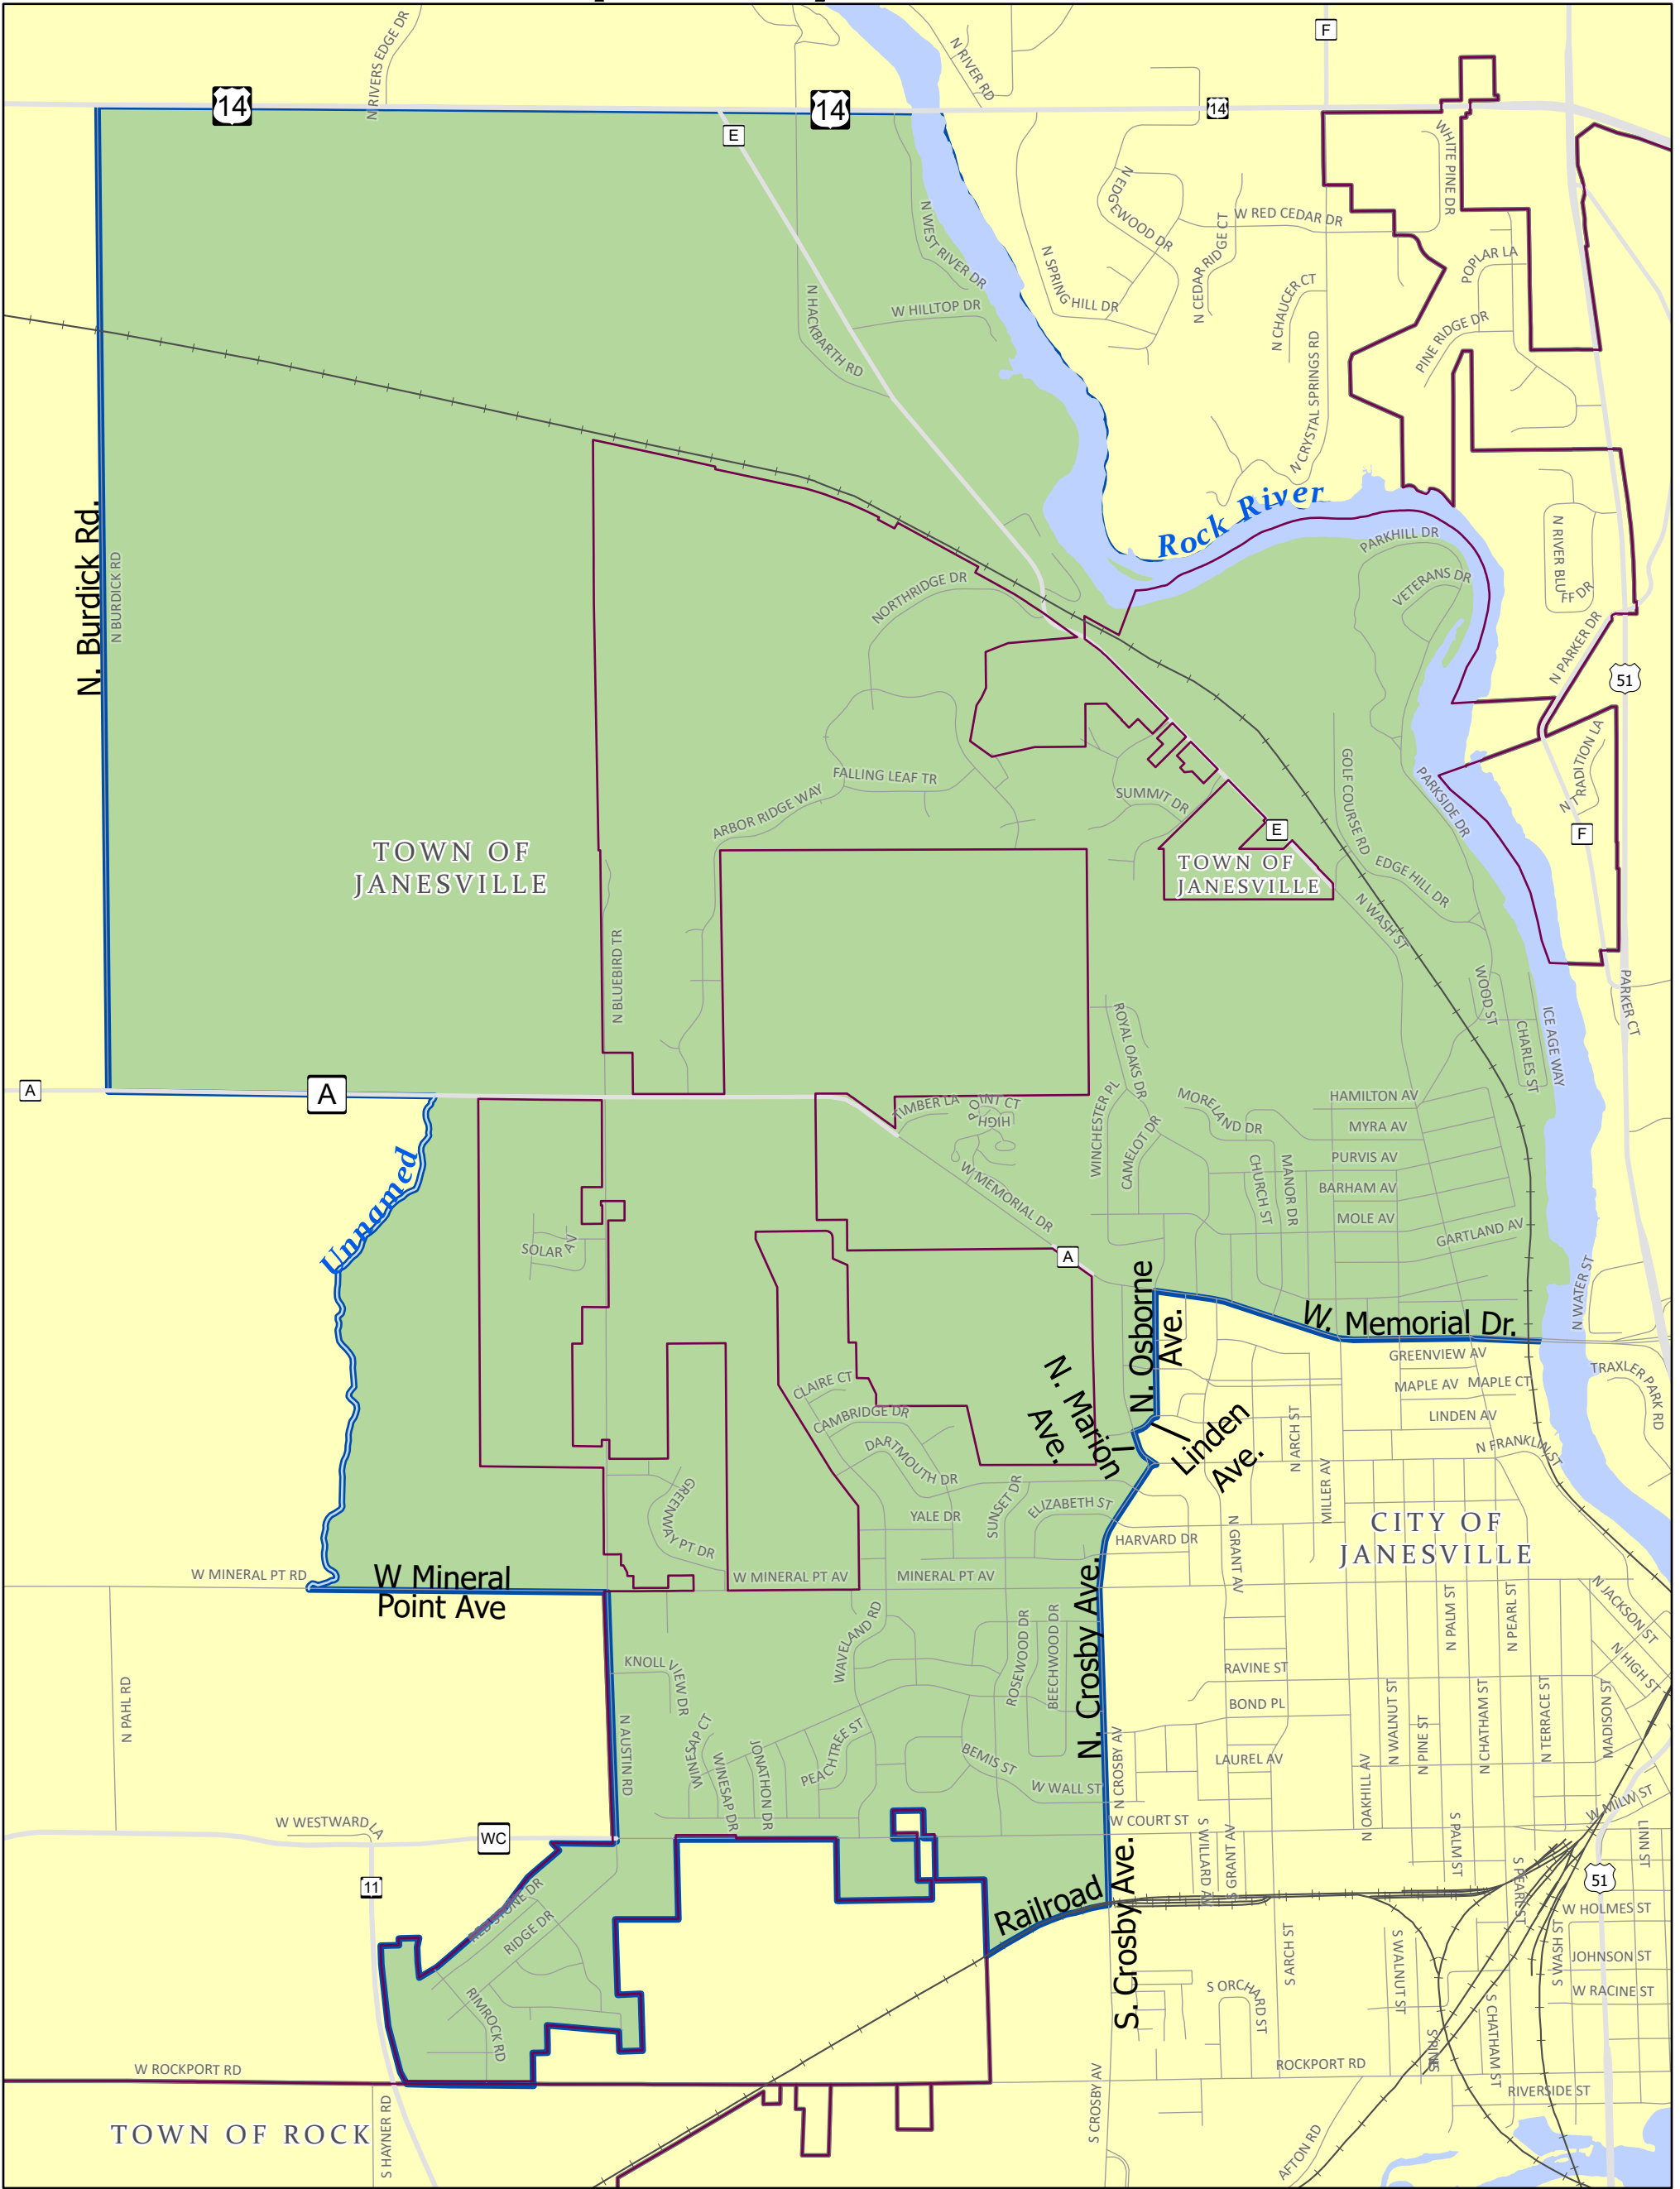 N RIVERS EDGE DR
N RIVER RD
F
14
14
14
E
WHITE PINE DR
N EDGEWOOD DR
W RED CEDAR DR
N WEST RIVER DR
N CEDAR RIDGE CT
N SPRING HILL DR
POPLAR LA
N CHAUCER CT
N HACKBARTH RD
W HILLTOP DR
PINE RIDGE DR
N CRYSTAL SPRINGS RD
Rock River
N. Burdick Rd.
N BURDICK RD
PARKHILL DR
VETERANS DR
N RIVER BLUFF DR
NORTHRIDGE DR
N PARKER DR
51
FALLING LEAF TR
ARBOR RIDGE WAY
SUMMIT DR
GOLF COURSE RD
PARKSIDE DR
N TRADITION LA
F
E
TOWN OF
JANESVILLE
TOWN OF
JANESVILLE
EDGE HILL DR
N WASH ST
N BLUEBIRD TR
WOOD ST
CHARLES ST
ICE AGE WAY
PARKER CT
ROYAL OAKS DR
A
A
TIMBER LA
HIGH POINT CT
WINCHESTER PL
CAMELOT DR
MORELAND DR
HAMILTON AV
MYRA AV
PURVIS AV
BARHAM AV
MOLE AV
GARTLAND AV
CHURCH ST
MANOR DR
W MEMORIAL DR
Unnamed
SOLAR AV
A
N WATER ST
N. Osborne
Ave.
W. Memorial Dr.
GREENVIEW AV
MAPLE AV
MAPLE CT
LINDEN AV
TRAXLER PARK RD
N. Marion
Ave.
Linden
Ave.
N ARCH ST
N FRANKLIN ST
CLAIRE CT
CAMBRIDGE DR
DARTMOUTH DR
MILLER AV
GREENWAY PT DR
YALE DR
SUNSET DR
ELIZABETH ST
HARVARD DR
N GRANT AV
CITY OF
JANESVILLE
W MINERAL PT RD
W Mineral
Point Ave
W MINERAL PT AV
MINERAL PT AV
N. Crosby Ave.
N PALM ST
N PEARL ST
N JACKSON ST
N HIGH ST
WAVELAND RD
ROSEWOOD DR
BEECHWOOD DR
RAVINE ST
BOND PL
N PAHL RD
KNOLL VIEW DR
N AUSTIN RD
WINESAP CT
WINESAP DR
JONATHON DR
PEACHTREE ST
BEMIS ST
W WALL ST
N CROSBY AV
LAUREL AV
N OAKHILL AV
N WALNUT ST
N PINE ST
N CHATHAM ST
N TERRACE ST
MADISON ST
W MILW ST
W WESTWARD LA
WC
W COURT ST
S WILLARD AV
S GRANT AV
S PALM ST
S PEARL ST
LINN ST
11
RED STONE DR
RIDGE DR
RIMROCK RD
Railroad
S. Crosby Ave.
51
W HOLMES ST
S WASH ST
JOHNSON ST
W RACINE ST
S ARCH ST
S WALNUT ST
S ORCHARD ST
S CHATHAM ST
S PINE
W ROCKPORT RD
ROCKPORT RD
RIVERSIDE ST
TOWN OF ROCK
S HAYNER RD
S CROSBY AV
AFTON RD